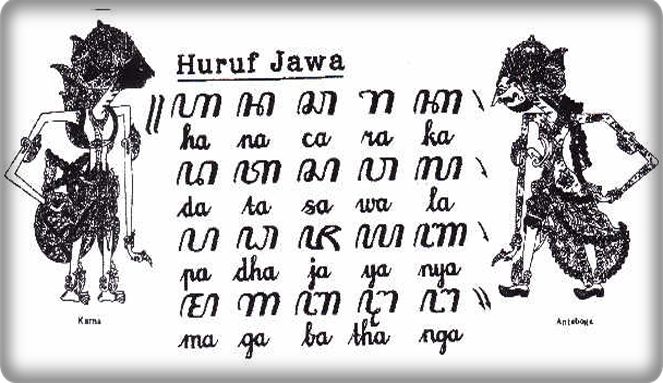 Huruf Jawa
꧋ꦲ ꦤ ꦕ ꦫ ꦏ꧈
ha na ca ra ka
ꦢ ꦠ ꦱ ꦮ ꦭ꧈
da ta sa wa la
ꦥ ꦝ ꦗ ꦪ ꦚ꧈
pa dha ja ya nya
ꦩ ꦒ ꦧ ꦛ ꦔ꧉
ma ga ba tha nga
Karna
Antaboga